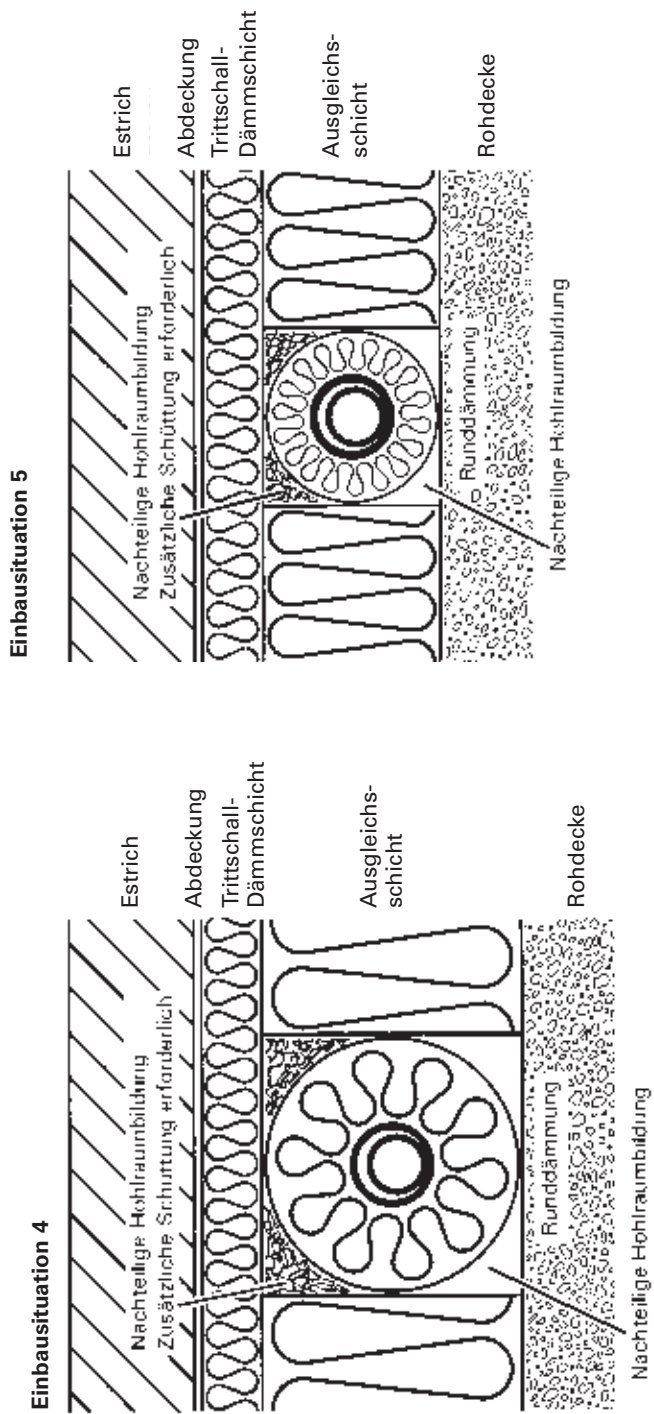 Einbausituation 4
Nachteilige Hohlraumbildung
Zusätzliche Schüttung erforderlich
Estrich
Abdeckung
Trittschall-
Dämmschicht
Ausgleichs-
schicht
Runddämmung
Rohdecke
Nachteilige Hohlraumbildung
Einbausituation 5
Nachteilige Hohlraumbildung
Zusätzliche Schüttung erforderlich
Estrich
Abdeckung
Trittschall-
Dämmschicht
Ausgleichs-
schicht
Runddämmung
Rohdecke
Nachteilige Hohlraumbildung